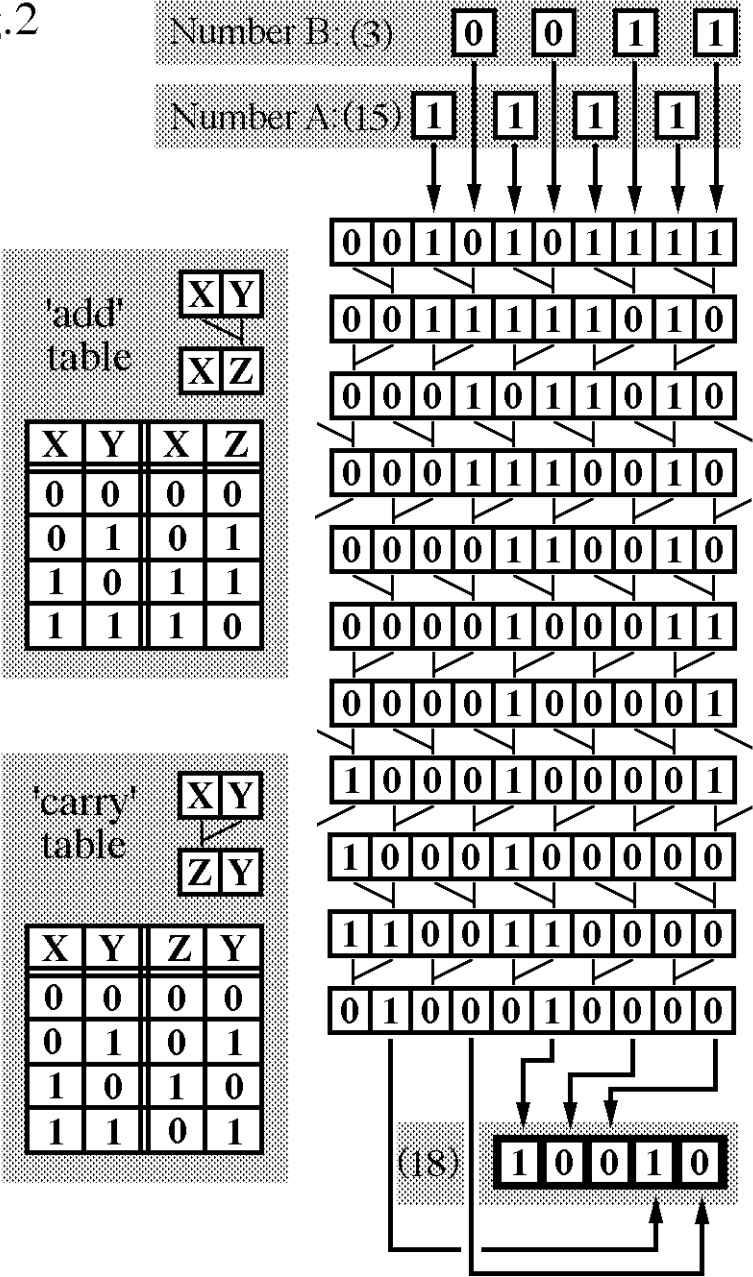 .2
Number B: (3) 0 0 1 1
Number A:(15) 1 1 1 1
0 0 1 0 1 0 1 1 1 1
0 0 1 1 1 1 1 0 1 0
0 0 0 1 0 1 1 0 1 0
0 0 0 1 1 1 0 0 1 0
0 0 0 0 1 1 0 0 1 0
0 0 0 0 1 0 0 0 1 1
0 0 0 0 1 0 0 0 0 1
1 0 0 0 1 0 0 0 0 1
1 0 0 0 1 0 0 0 0 0
1 1 0 0 1 1 0 0 0 0
0 1 0 0 0 1 0 0 0 0
(18) 1 0 0 1 0
'add'
table
X Y
X Z
X Y X Z
0 0 0 0
0 1 0 1
1 0 1 1
1 1 1 0
'carry'
table
X Y
Z Y
X Y Z Y
0 0 0 0
0 1 0 1
1 0 1 0
1 1 0 1